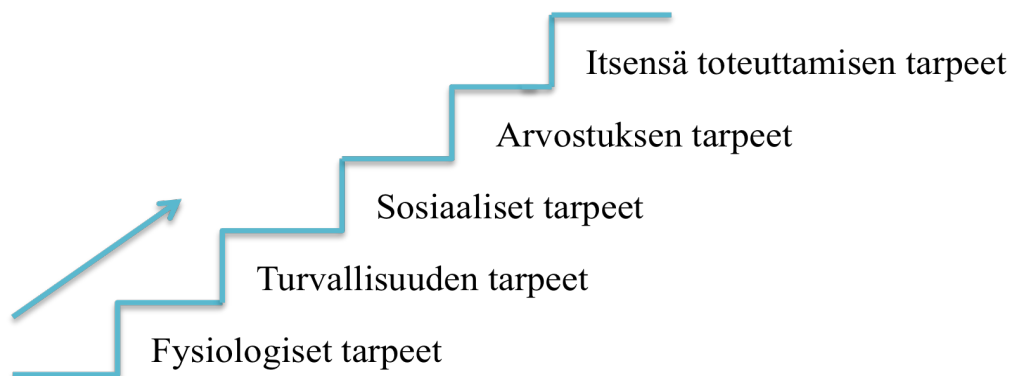 Itsensä toteuttamisen tarpeet
Arvostuksen tarpeet
Sosiaaliset tarpeet
Turvallisuuden tarpeet
Fysiologiset tarpeet